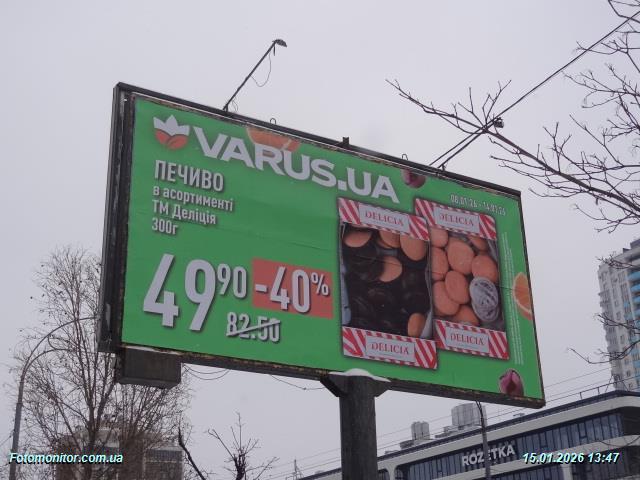 VARUS.UA
08.01.26 - 14.01.26
ПЕЧИВО
в асортименті
ТМ Деліція
300г
49 90 -40%
82.50
DELICIA
DELICIA
DELICIA
DELICIA
ROZETKA
Fotomonitor.com.ua
15.01.2026 13:47